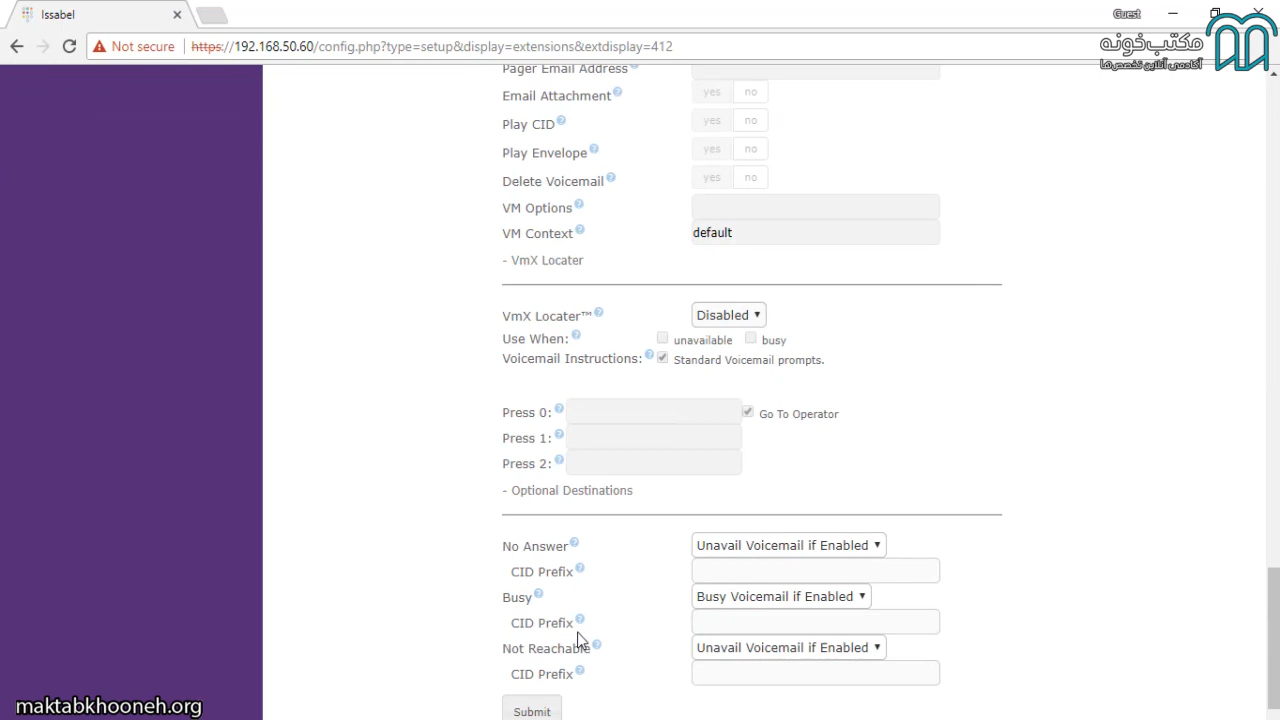 Issabel
Guest
Not secure
https://192.168.50.60/config.php?type=setup&display=extensions&extdisplay=412
مکتب‌خونه
آکادمی آنلاین تخصص‌ها
Pager Email Address
Email Attachment yes no
Play CID yes no
Play Envelope yes no
Delete Voicemail yes no
VM Options
VM Context default
- VmX Locater
VmX Locater™ Disabled
Use When: unavailable busy
Voicemail Instructions: Standard Voicemail prompts.
Press 0: Go To Operator
Press 1:
Press 2:
- Optional Destinations
No Answer Unavail Voicemail if Enabled
CID Prefix
Busy Busy Voicemail if Enabled
CID Prefix
Not Reachable Unavail Voicemail if Enabled
CID Prefix
Submit
maktabkhooneh.org